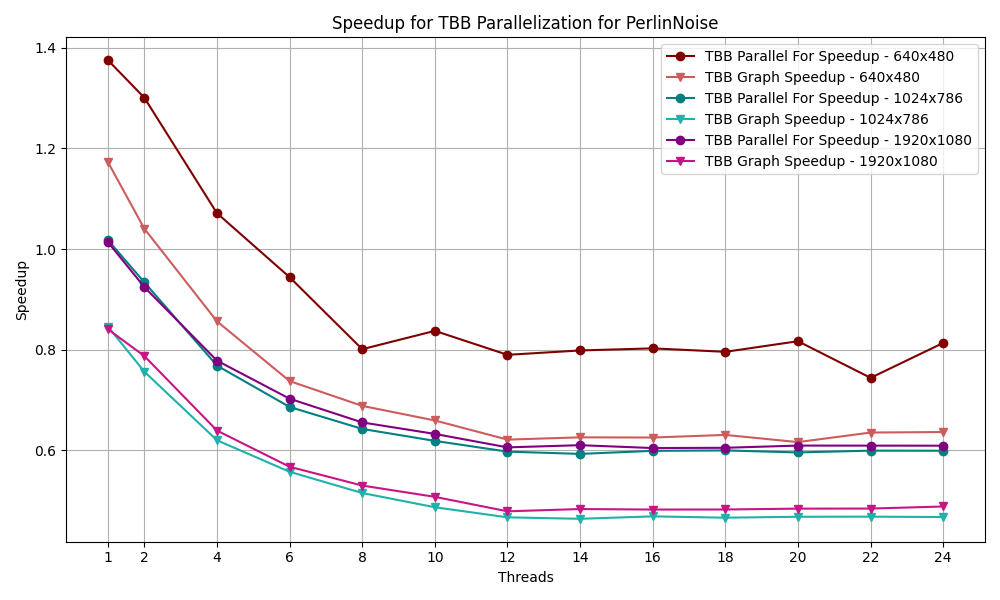 Speedup for TBB Parallelization for PerlinNoise
TBB Parallel For Speedup - 640x480
TBB Graph Speedup - 640x480
TBB Parallel For Speedup - 1024x786
TBB Graph Speedup - 1024x786
TBB Parallel For Speedup - 1920x1080
TBB Graph Speedup - 1920x1080
Speedup
1.4
1.2
1.0
0.8
0.6
1 2 4 6 8 10 12 14 16 18 20 22 24
Threads